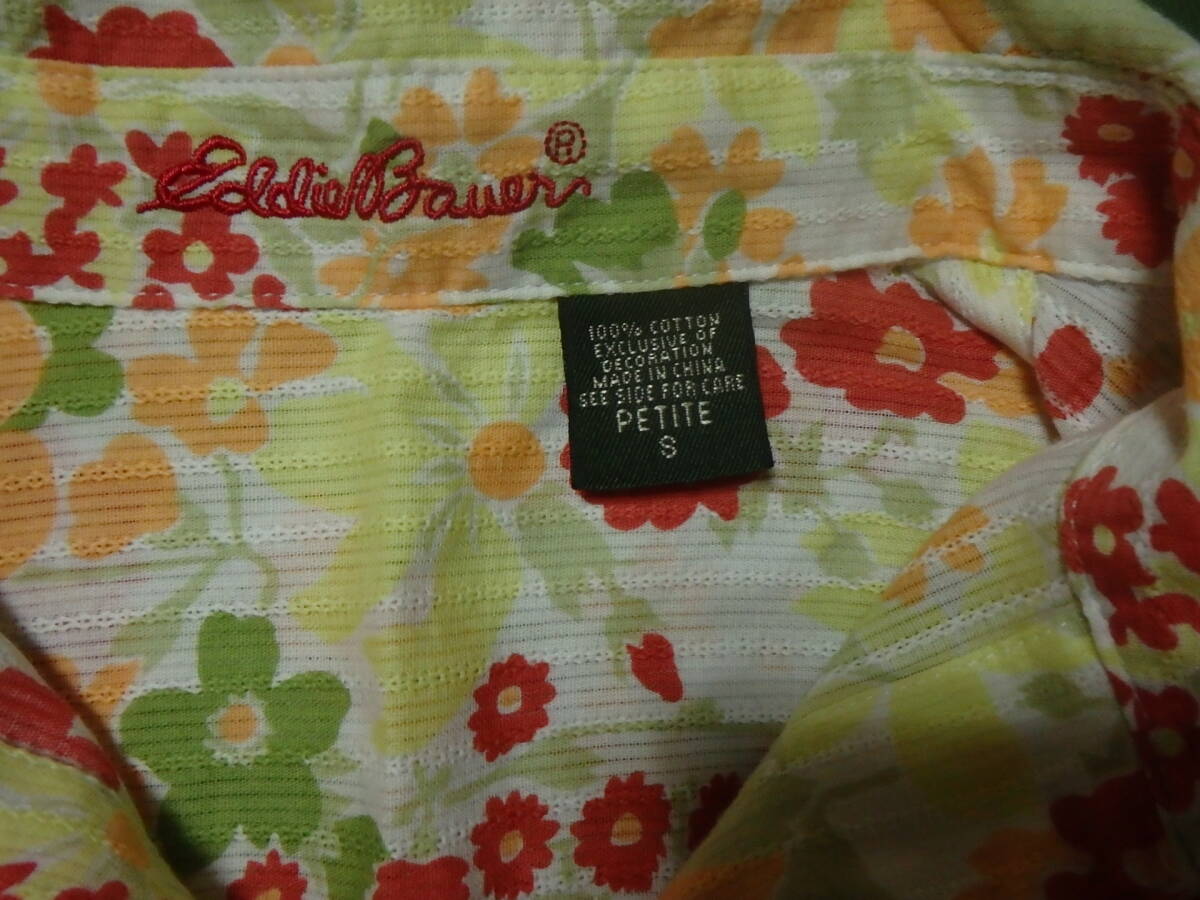 Eddie Bauer ®
100% COTTON
EXCLUSIVE OF
DECORATION
MADE IN CHINA
SEE SIDE FOR CARE
PETITE
S